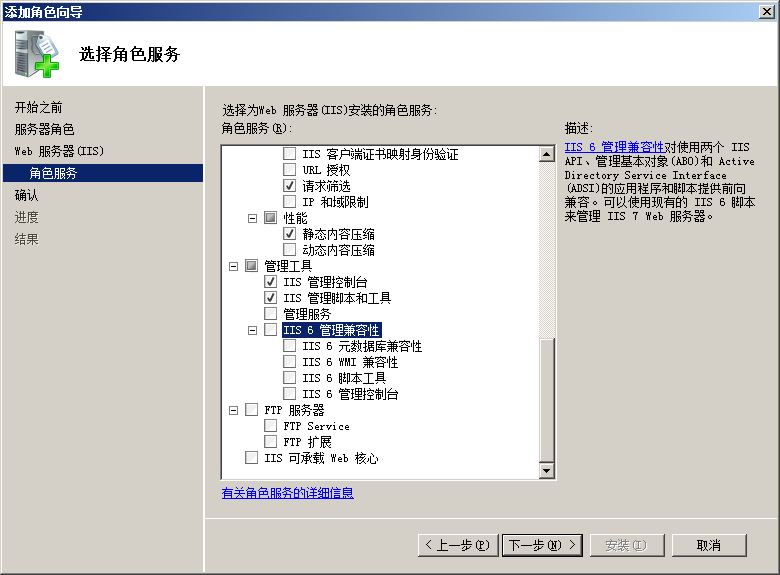 添加角色向导
选择角色服务
开始之前
服务器角色
Web 服务器(IIS)
角色服务
确认
进度
结果
选择为Web 服务器(IIS)安装的角色服务:
角色服务(R):
IIS 客户端证书映射身份验证
URL 授权
请求筛选
IP 和域限制
性能
静态内容压缩
动态内容压缩
管理工具
IIS 管理控制台
IIS 管理脚本和工具
管理服务
IIS 6 管理兼容性
IIS 6 元数据库兼容性
IIS 6 WMI 兼容性
IIS 6 脚本工具
IIS 6 管理控制台
FTP 服务器
FTP Service
FTP 扩展
IIS 可承载 Web 核心
有关角色服务的详细信息
描述:
IIS 6 管理兼容性对使用两个 IIS
API、管理基本对象(ABO)和 Active
Directory Service Interface
(ADSI)的应用程序和脚本提供前向
兼容。可以使用现有的 IIS 6 脚本
来管理 IIS 7 Web 服务器。
< 上一步(P)
下一步(N) >
安装(I)
取消